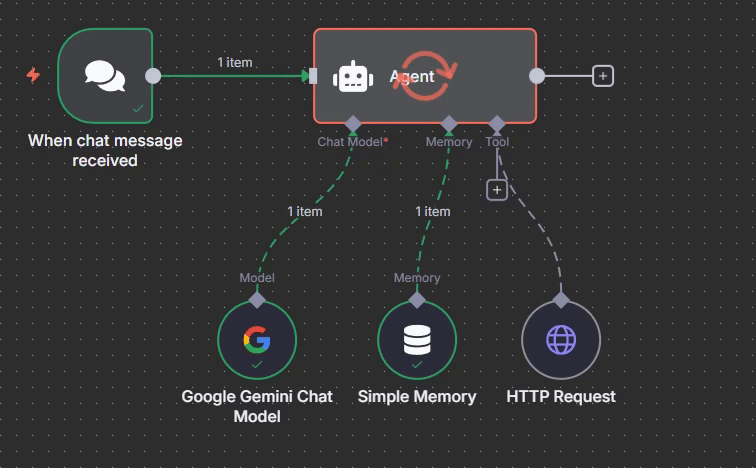 1 item
Agent
When chat message
received
Chat Model*
Memory
Tool
1 item
1 item
Model
Memory
Google Gemini Chat
Model
Simple Memory
HTTP Request